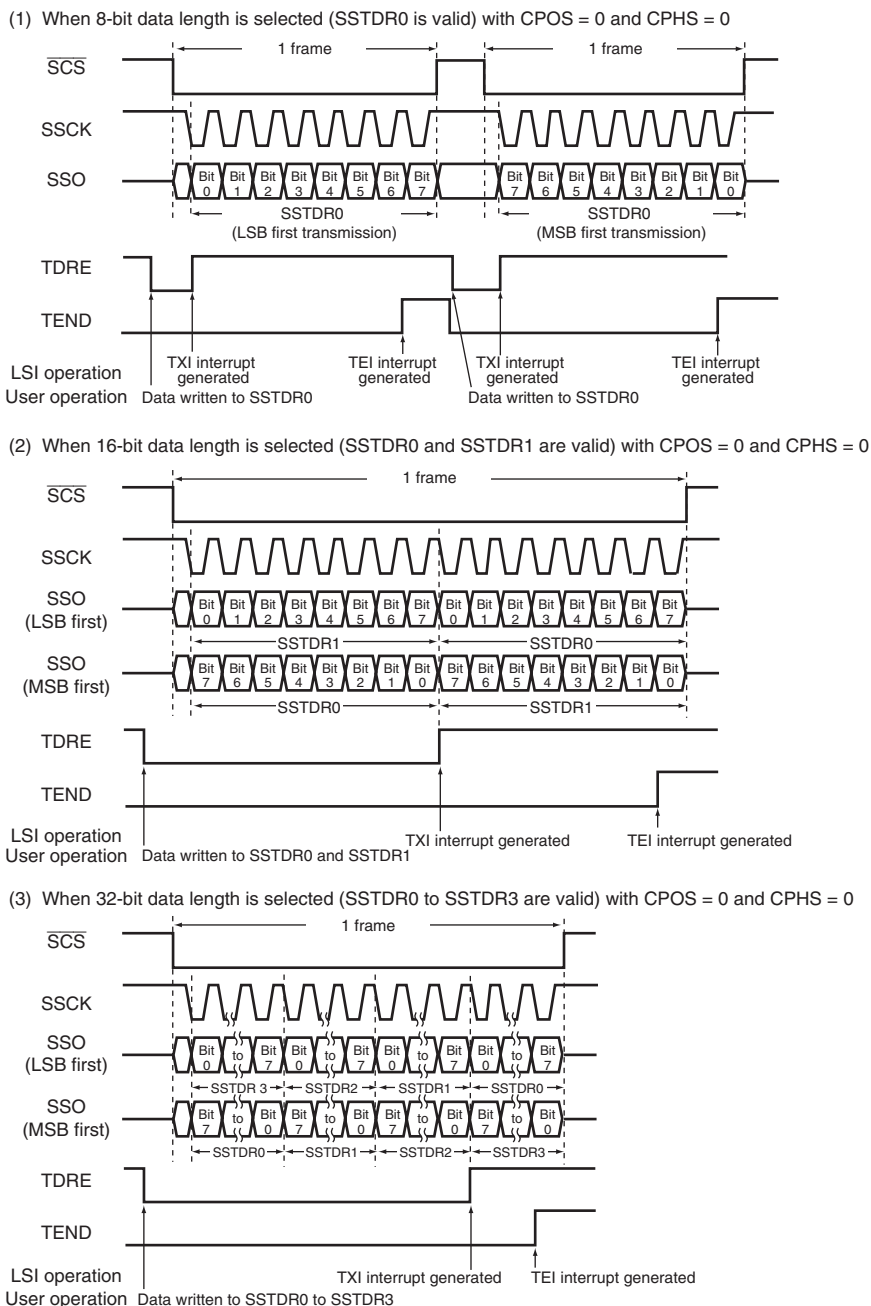 (1) When 8-bit data length is selected (SSTDR0 is valid) with CPOS = 0 and CPHS = 0
1 frame 1 frame
SCS
SSCK
SSO Bit 0 Bit 1 Bit 2 Bit 3 Bit 4 Bit 5 Bit 6 Bit 7 Bit 7 Bit 6 Bit 5 Bit 4 Bit 3 Bit 2 Bit 1 Bit 0
SSTDR0 SSTDR0
(LSB first transmission) (MSB first transmission)
TDRE
TEND
LSI operation TXI interrupt generated TEI interrupt generated TXI interrupt generated TEI interrupt generated
User operation Data written to SSTDR0 Data written to SSTDR0
(2) When 16-bit data length is selected (SSTDR0 and SSTDR1 are valid) with CPOS = 0 and CPHS = 0
1 frame
SCS
SSCK
SSO (LSB first) Bit 0 Bit 1 Bit 2 Bit 3 Bit 4 Bit 5 Bit 6 Bit 7 Bit 0 Bit 1 Bit 2 Bit 3 Bit 4 Bit 5 Bit 6 Bit 7
SSTDR1 SSTDR0
SSO (MSB first) Bit 7 Bit 6 Bit 5 Bit 4 Bit 3 Bit 2 Bit 1 Bit 0 Bit 7 Bit 6 Bit 5 Bit 4 Bit 3 Bit 2 Bit 1 Bit 0
SSTDR0 SSTDR1
TDRE
TEND
LSI operation TXI interrupt generated TEI interrupt generated
User operation Data written to SSTDR0 and SSTDR1
(3) When 32-bit data length is selected (SSTDR0 to SSTDR3 are valid) with CPOS = 0 and CPHS = 0
1 frame
SCS
SSCK
SSO (LSB first) Bit 0 to Bit 7 Bit 0 to Bit 7 Bit 0 to Bit 7 Bit 0 to Bit 7
SSTDR 3 SSTDR2 SSTDR1 SSTDR0
SSO (MSB first) Bit 7 to Bit 0 Bit 7 to Bit 0 Bit 7 to Bit 0 Bit 7 to Bit 0
SSTDR0 SSTDR1 SSTDR2 SSTDR3
TDRE
TEND
LSI operation TXI interrupt generated TEI interrupt generated
User operation Data written to SSTDR0 to SSTDR3